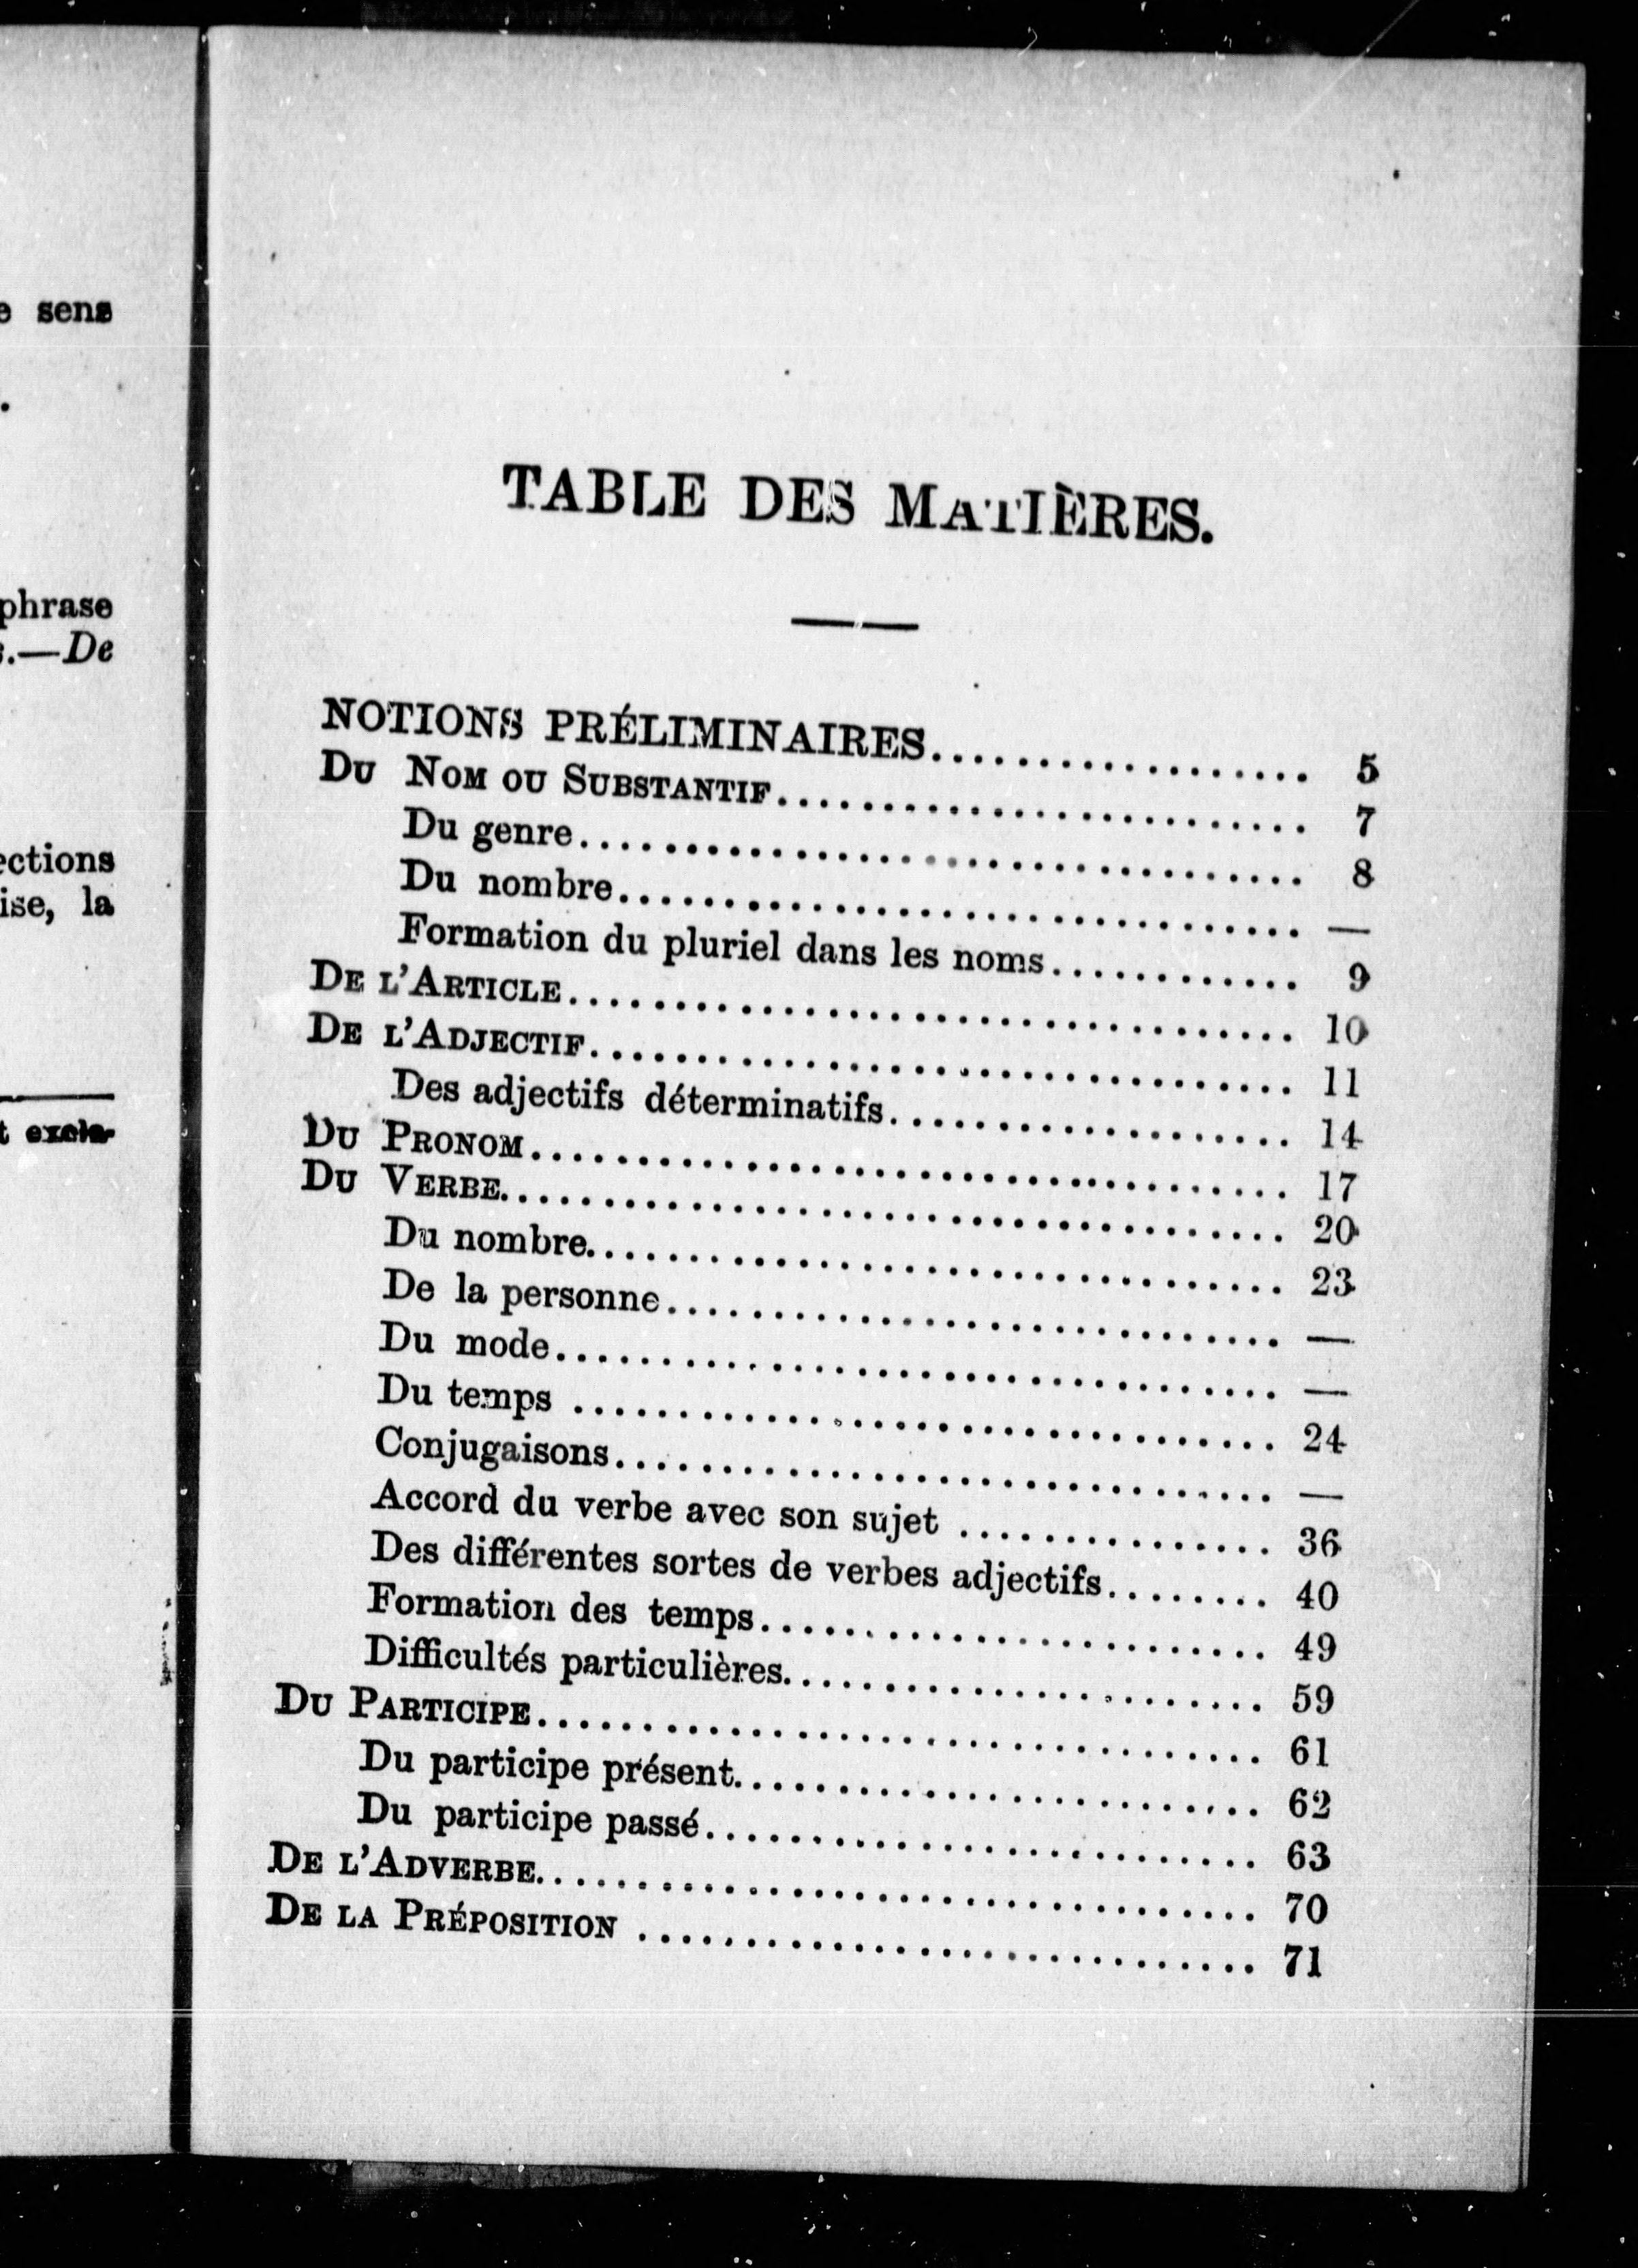 sens
phrase
.—De
ise, la
TABLE DES MATIÈRES.
NOTIONS PRÉLIMINAIRES.................. 5
DU NOM OU SUBSTANTIF......................... 7
Du genre.................................. 8
Du nombre................................ —
Formation du pluriel dans les noms............ 9
DE L'ARTICLE.................................. 10
DE L'ADJECTIF................................. 11
Des adjectifs déterminatifs................... 14
DU PRONOM.................................... 17
DU VERBE..................................... 20
Du nombre................................. 23
De la personne............................. —
Du mode.................................. —
Du temps ................................. 24
Conjugaisons............................... —
Accord du verbe avec son sujet ............... 36
Des différentes sortes de verbes adjectifs........ 40
Formation des temps........................ 49
Difficultés particulières....................... 59
DU PARTICIPE.................................. 61
Du participe présent......................... 62
Du participe passé.......................... 63
DE L'ADVERBE.................................. 70
DE LA PRÉPOSITION ............................. 71